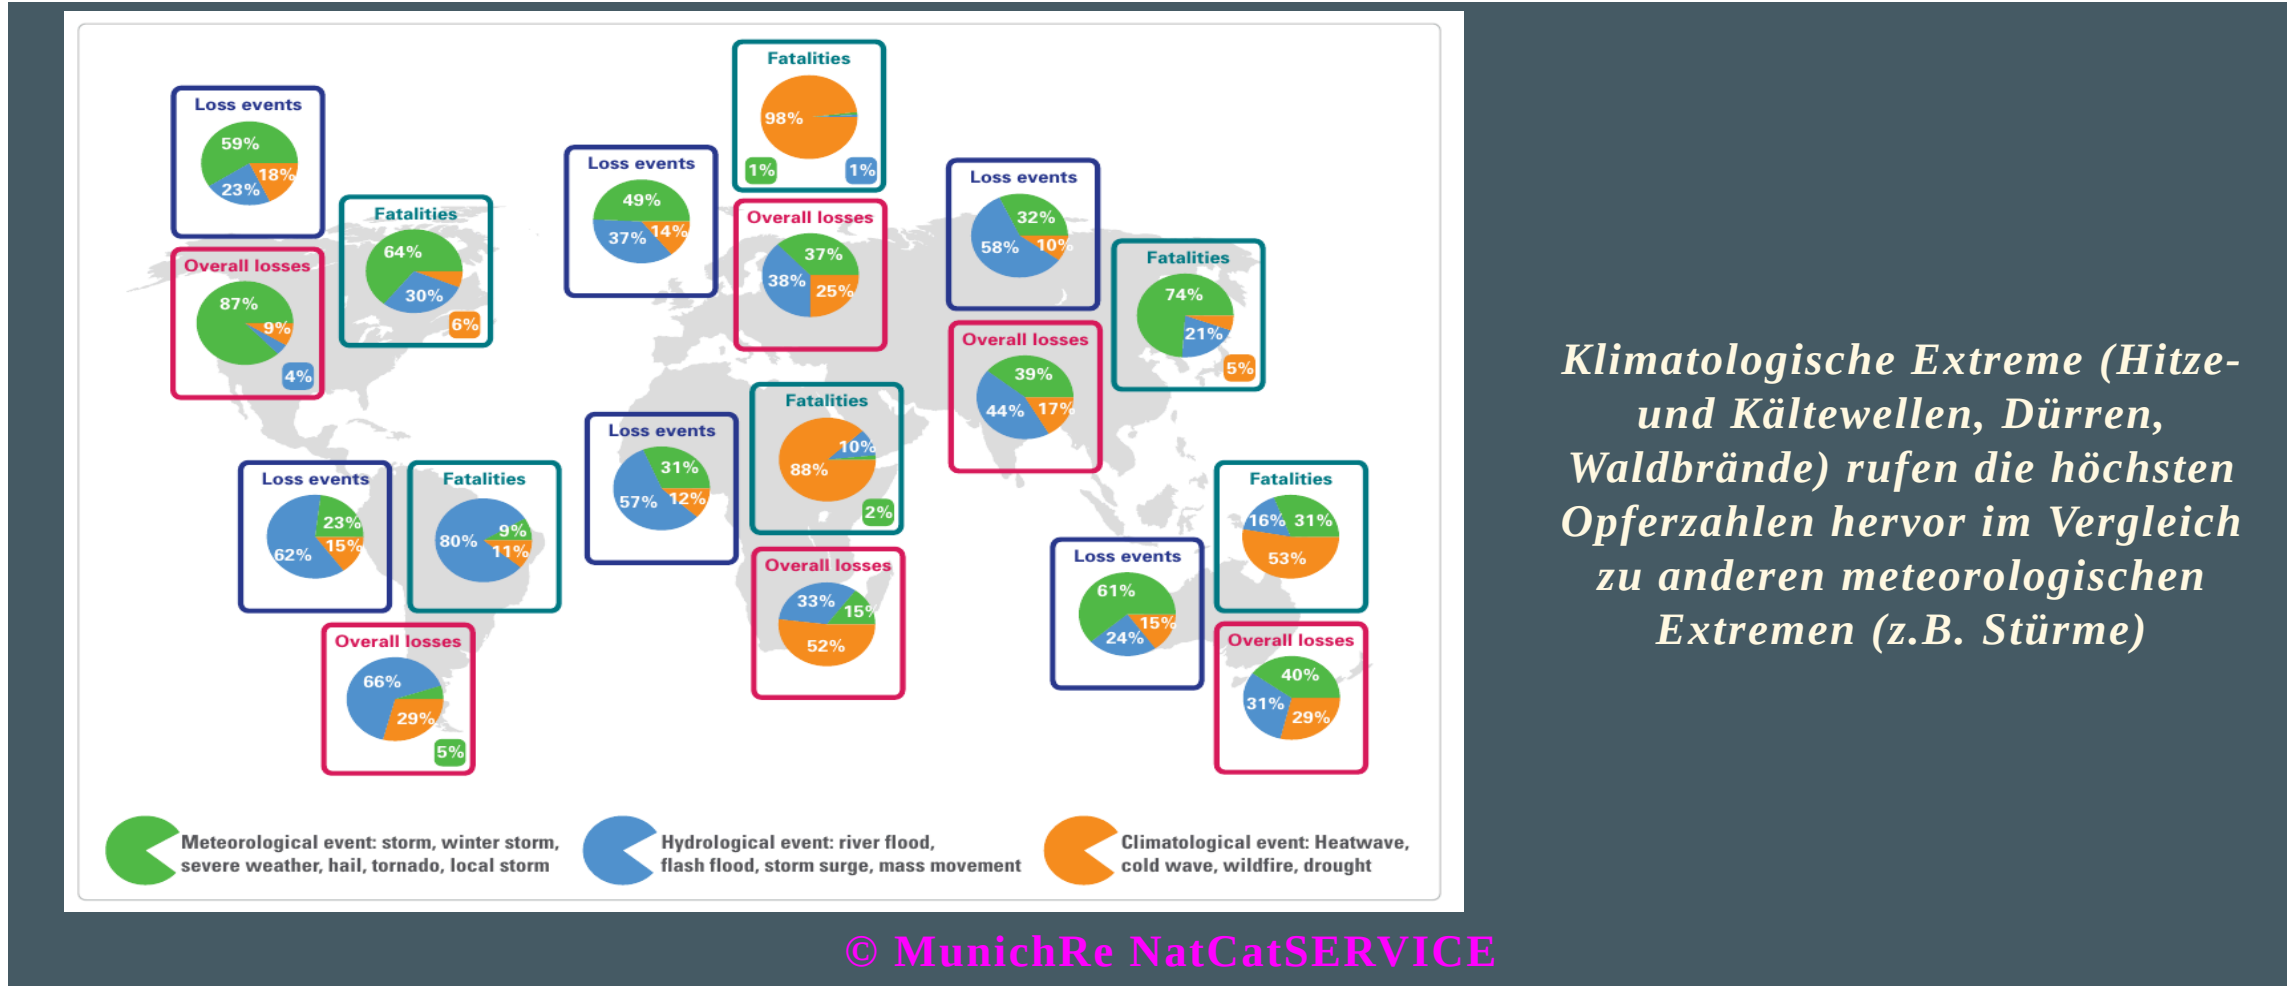 Loss events
59%
18%
23%
Overall losses
87%
9%
4%
Fatalities
64%
30%
6%
Loss events
23%
15%
62%
Fatalities
9%
80%
11%
Overall losses
66%
29%
5%
Loss events
49%
37%
14%
Fatalities
98%
1%
1%
Overall losses
37%
38%
25%
Loss events
31%
57%
12%
Fatalities
10%
88%
2%
Overall losses
33%
15%
52%
Loss events
32%
58%
10%
Fatalities
74%
21%
5%
Overall losses
39%
44%
17%
Loss events
61%
15%
24%
Fatalities
16%
31%
53%
Overall losses
40%
31%
29%
Meteorological event: storm, winter storm,
severe weather, hail, tornado, local storm
Hydrological event: river flood,
flash flood, storm surge, mass movement
Climatological event: Heatwave,
cold wave, wildfire, drought
Klimatologische Extreme (Hitze-
und Kältewellen, Dürren,
Waldbrände) rufen die höchsten
Opferzahlen hervor im Vergleich
zu anderen meteorologischen
Extremen (z.B. Stürme)
© MunichRe NatCatSERVICE